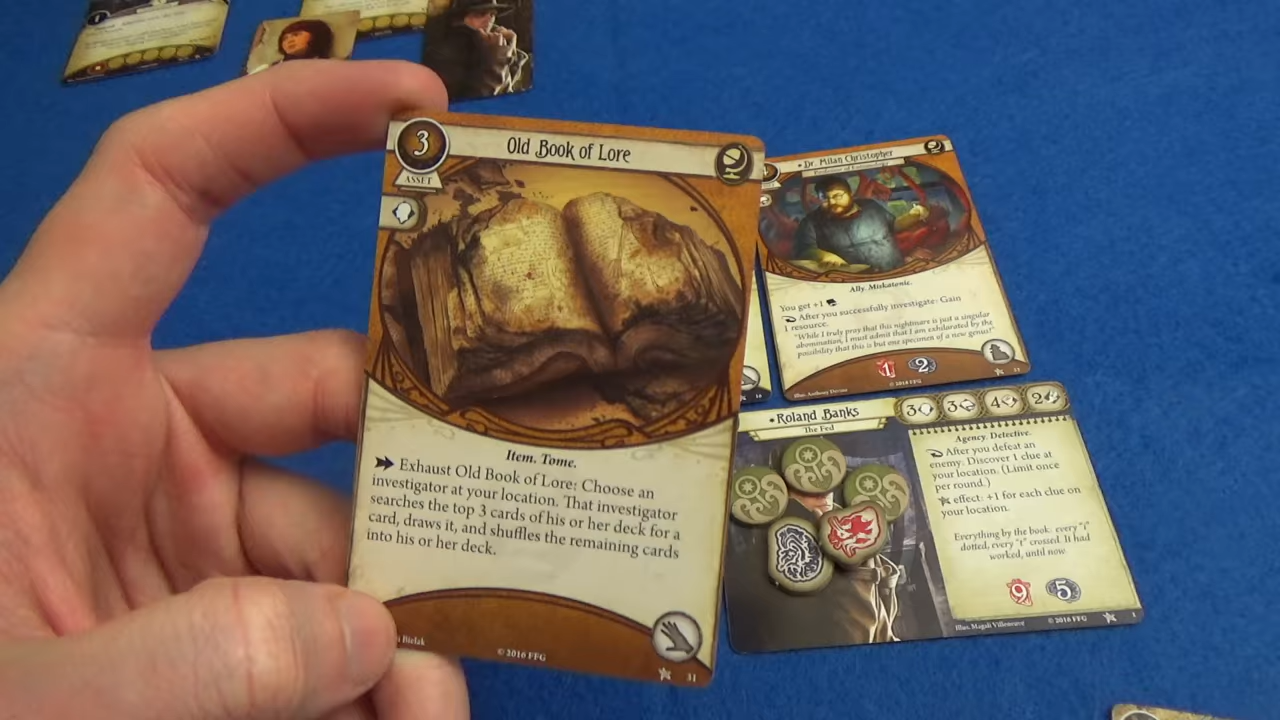 3
Old Book of Lore
ASSET
Item. Tome.
Exhaust Old Book of Lore: Choose an
investigator at your location. That investigator
searches the top 3 cards of his or her deck for a
card, draws it, and shuffles the remaining cards
into his or her deck.
© 2016 FFG
31
Dr. Milan Christopher
Professor of Entomology
Ally. Miskatonic.
You get +1
After you successfully investigate: Gain
1 resource.
"While I truly pray that this nightmare is just a singular
abomination, I must admit that I am exhilarated by the
possibility that this is but one specimen of a new genus!"
1 2
Illus. Anthony Devine
© 2016 FFG
Roland Banks
The Fed
3 3 4 2
Agency. Detective.
After you defeat an
enemy: Discover 1 clue at
your location. (Limit once
per round.)
effect: +1 for each clue on
your location.
Everything by the book: every "i"
dotted, every "t" crossed. It had
worked, until now.
9 5
Illus. Magali Villeneuve
© 2016 FFG
1